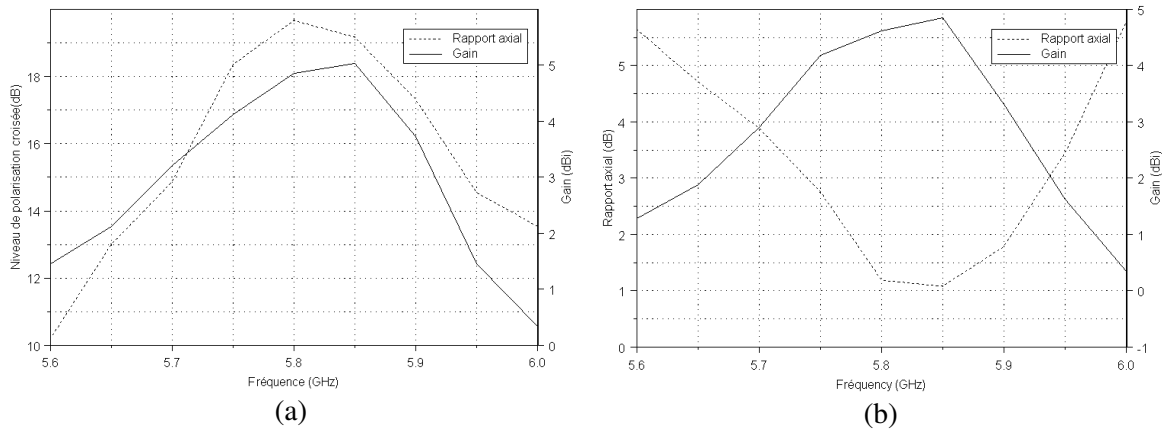 Rapport axial
Gain
18
16
14
12
10
5
4
3
2
1
0
5.6
5.7
5.8
5.9
6.0
Niveau de polarisation croisée(dB)
Gain (dBi)
Fréquence (GHz)
(a)
Rapport axial
Gain
5
4
3
2
1
0
5
4
3
2
1
0
-1
5.6
5.7
5.8
5.9
6.0
Rapport axial (dB)
Gain (dBi)
Fréquency (GHz)
(b)